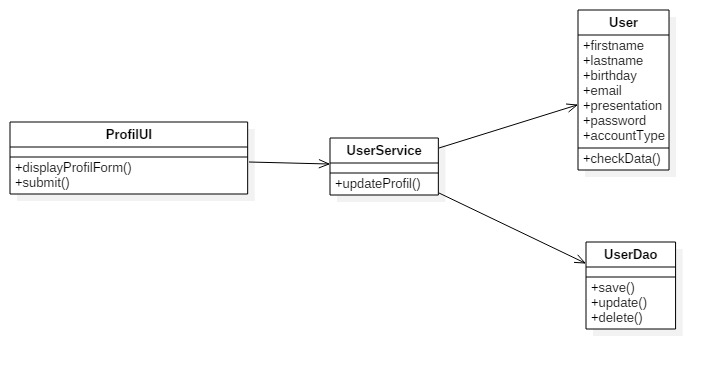 ProfilUI
+displayProfilForm()
+submit()
UserService
+updateProfil()
User
+firstname
+lastname
+birthday
+email
+presentation
+password
+accountType
+checkData()
UserDao
+save()
+update()
+delete()